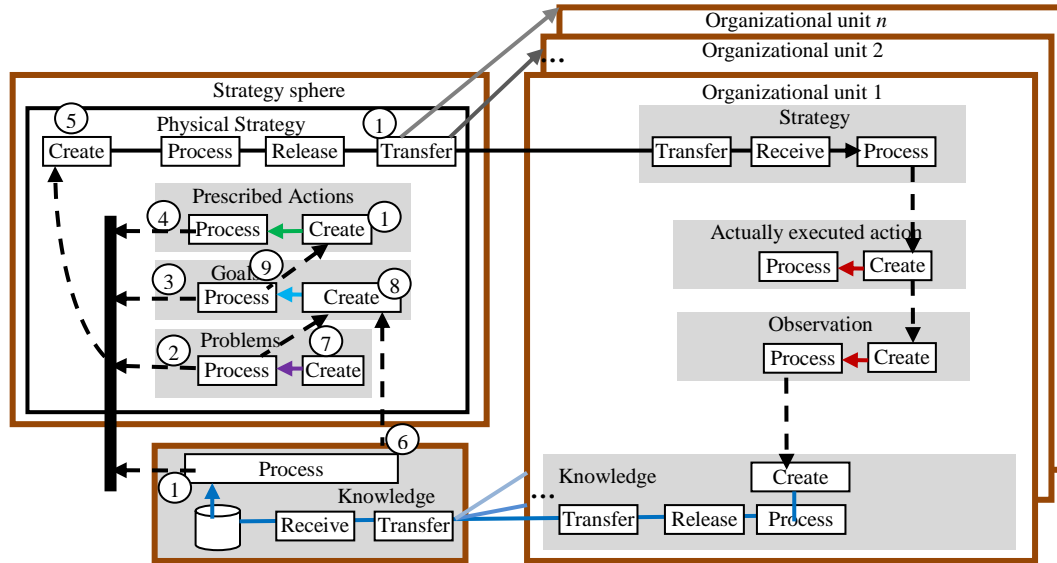 Organizational unit n
Organizational unit 2
...
Organizational unit 1
Strategy sphere
Physical Strategy
5
1
Create
Process
Release
Transfer
Strategy
Transfer
Receive
Process
Prescribed Actions
4
Process
Create
1
Actually executed action
Process
Create
Goals
9
3
Process
Create
8
Problems
7
2
Process
Create
Observation
Process
Create
6
Process
1
Knowledge
Receive
Transfer
...
Knowledge
Create
Transfer
Release
Process